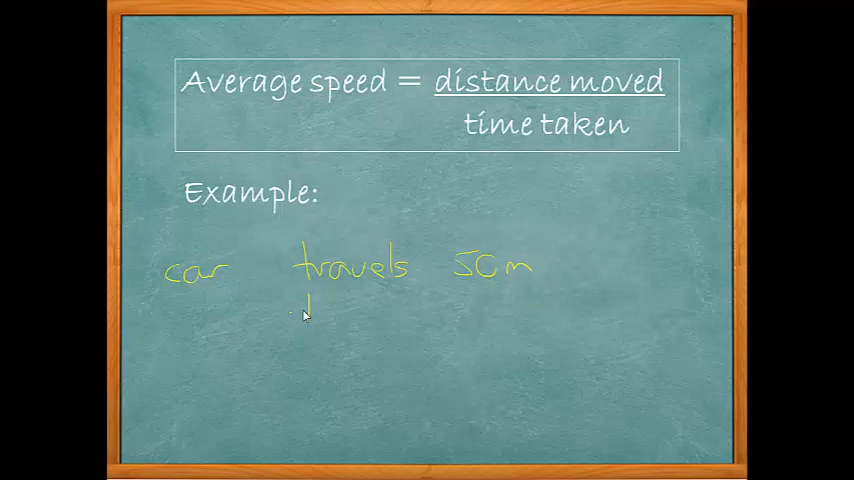 Average speed = distance moved
time taken
Example:
car travels 50m